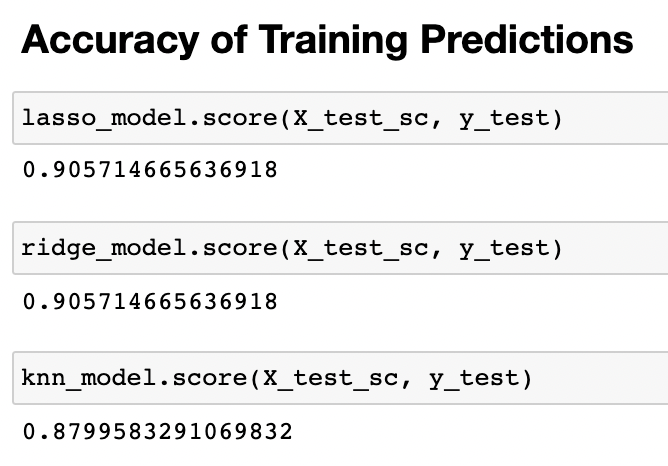 Accuracy of Training Predictions
lasso_model.score(X_test_sc, y_test)
0.905714665636918
ridge_model.score(X_test_sc, y_test)
0.905714665636918
knn_model.score(X_test_sc, y_test)
0.8799583291069832